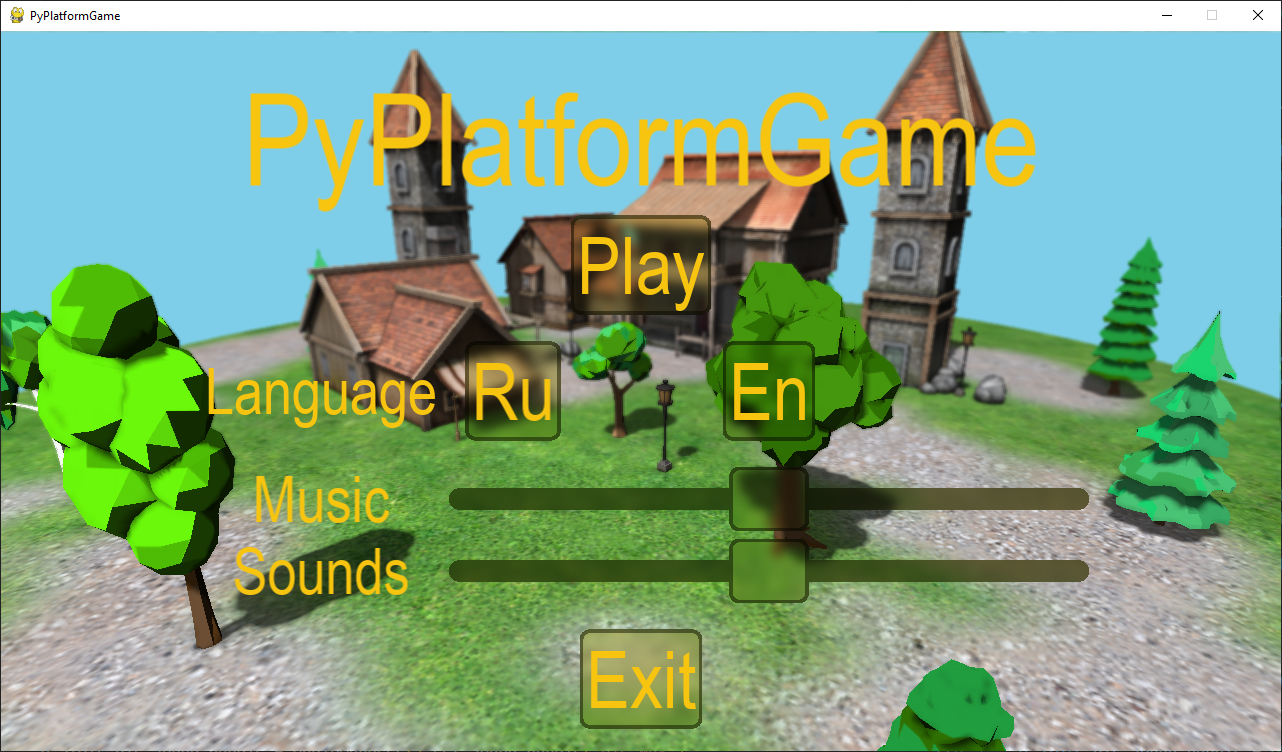 PyPlatformGame
PyPlatformGame
Play
Language Ru En
Music
Sounds
Exit